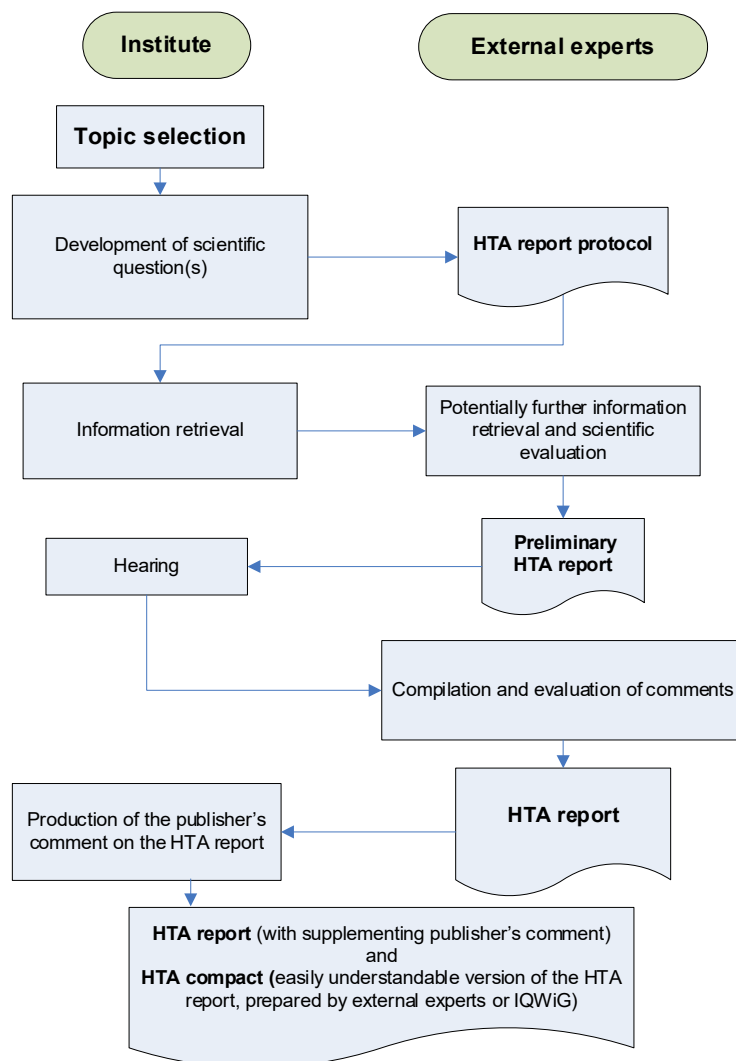 Institute
External experts
Topic selection
Development of scientific
question(s)
HTA report protocol
Information retrieval
Potentially further information
retrieval and scientific
evaluation
Preliminary
HTA report
Hearing
Compilation and evaluation of comments
HTA report
Production of the publisher's
comment on the HTA report
HTA report (with supplementing publisher's comment)
and
HTA compact (easily understandable version of the HTA
report, prepared by external experts or IQWiG)